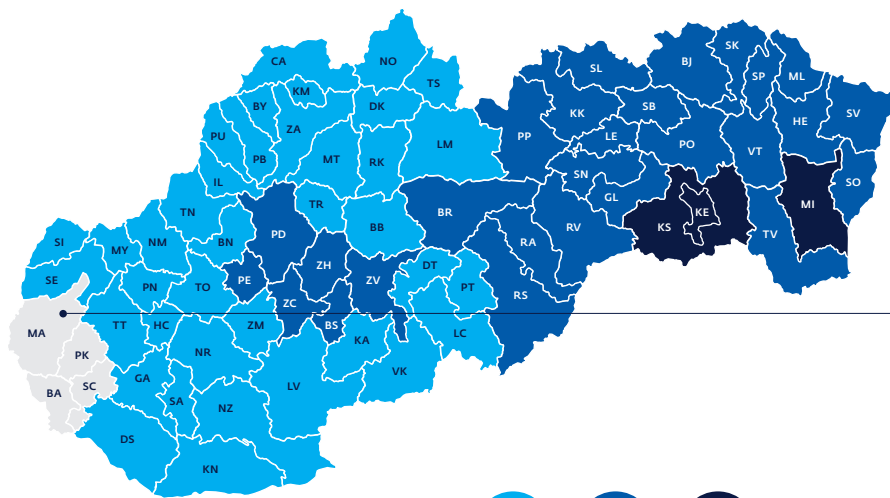 CA
NO
TS
KM
BY
DK
PU
ZA
PB
MT
RK
LM
IL
TR
TN
BN
BB
SI
MY
NM
SE
PN
TO
PD
PE
ZH
ZC
ZV
BS
DT
PT
MA
TT
HC
ZM
KA
LC
PK
NR
VK
BA
SC
GA
SA
NZ
LV
DS
KN
SL
BJ
SK
SP
ML
SV
PP
KK
SB
HE
LE
PO
VT
SN
GL
SO
BR
RA
RV
KS
KE
MI
TV
RS